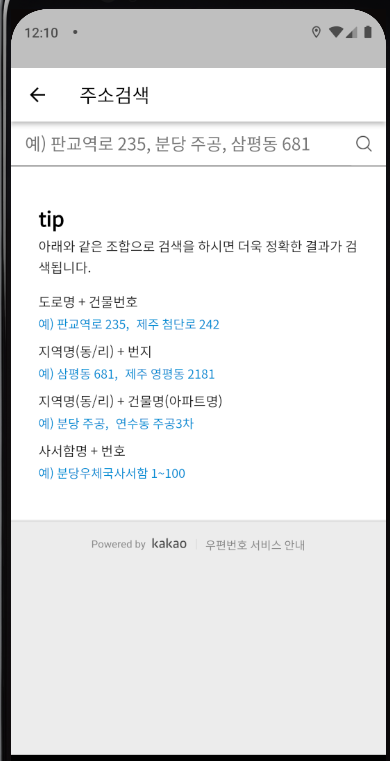 12:10
주소검색
예) 판교역로 235, 분당 주공, 삼평동 681
tip
아래와 같은 조합으로 검색을 하시면 더욱 정확한 결과가 검
색됩니다.
도로명 + 건물번호
예) 판교역로 235, 제주 첨단로 242
지역명(동/리) + 번지
예) 삼평동 681, 제주 영평동 2181
지역명(동/리) + 건물명(아파트명)
예) 분당 주공, 연수동 주공3차
사서함명 + 번호
예) 분당우체국사서함 1~100
Powered by kakao 우편번호 서비스 안내